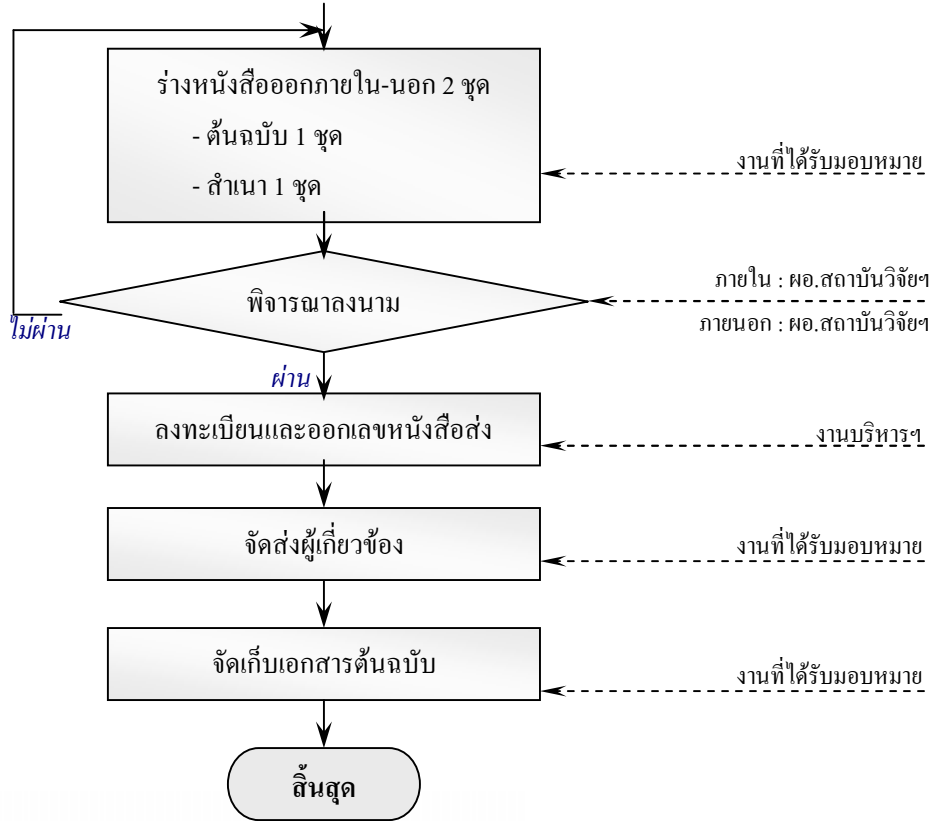 ร่างหนังสือออกภายใน-นอก 2 ชุด
- ต้นฉบับ 1 ชุด
- สำเนา 1 ชุด
งานที่ได้รับมอบหมาย
พิจารณาลงนาม
ภายใน : ผอ.สถาบันวิจัยฯ
ภายนอก : ผอ.สถาบันวิจัยฯ
ไม่ผ่าน
ผ่าน
ลงทะเบียนและออกเลขหนังสือส่ง
งานบริหารฯ
จัดส่งผู้เกี่ยวข้อง
งานที่ได้รับมอบหมาย
จัดเก็บเอกสารต้นฉบับ
งานที่ได้รับมอบหมาย
สิ้นสุด